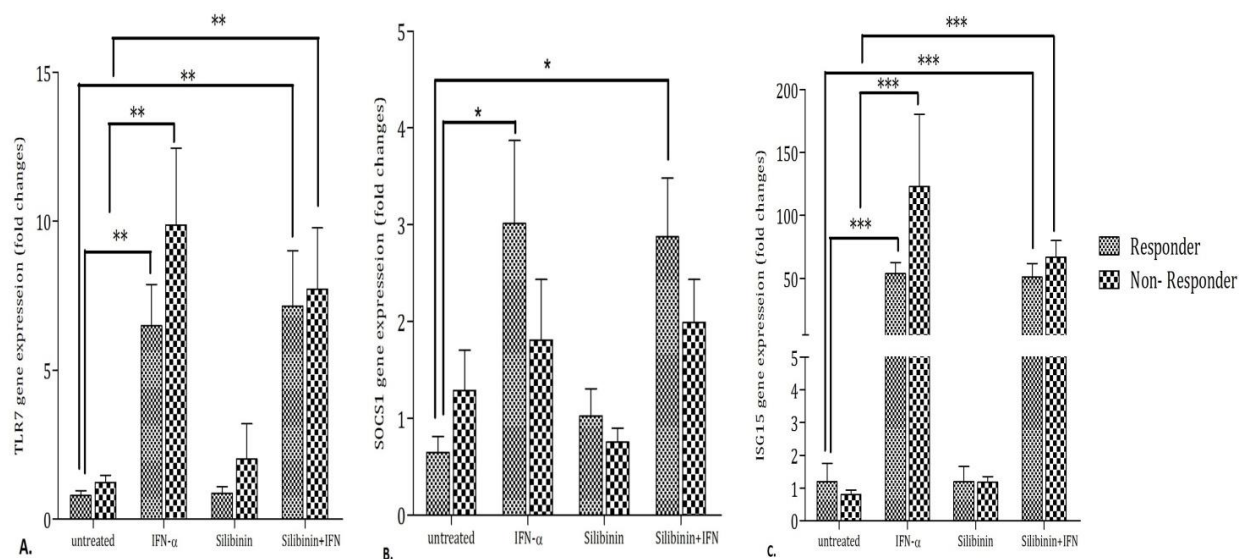 **
**
**
**
15
TLR7 gene expresseion (fold changes)
10
5
0
untreated
IFN-α
Silibinin
Silibinin+IFN
A.
*
*
5
SOCS1 gene expresseion (fold changes)
4
3
2
1
0
untreated
IFN-α
Silibinin
Silibinin+IFN
B.
***
***
***
***
200
ISG15 gene expresseion (fold changes)
150
100
50
5
4
3
2
1
0
untreated
IFN-α
Silibinin
Silibinin+IFN
C.
Responder
Non- Responder